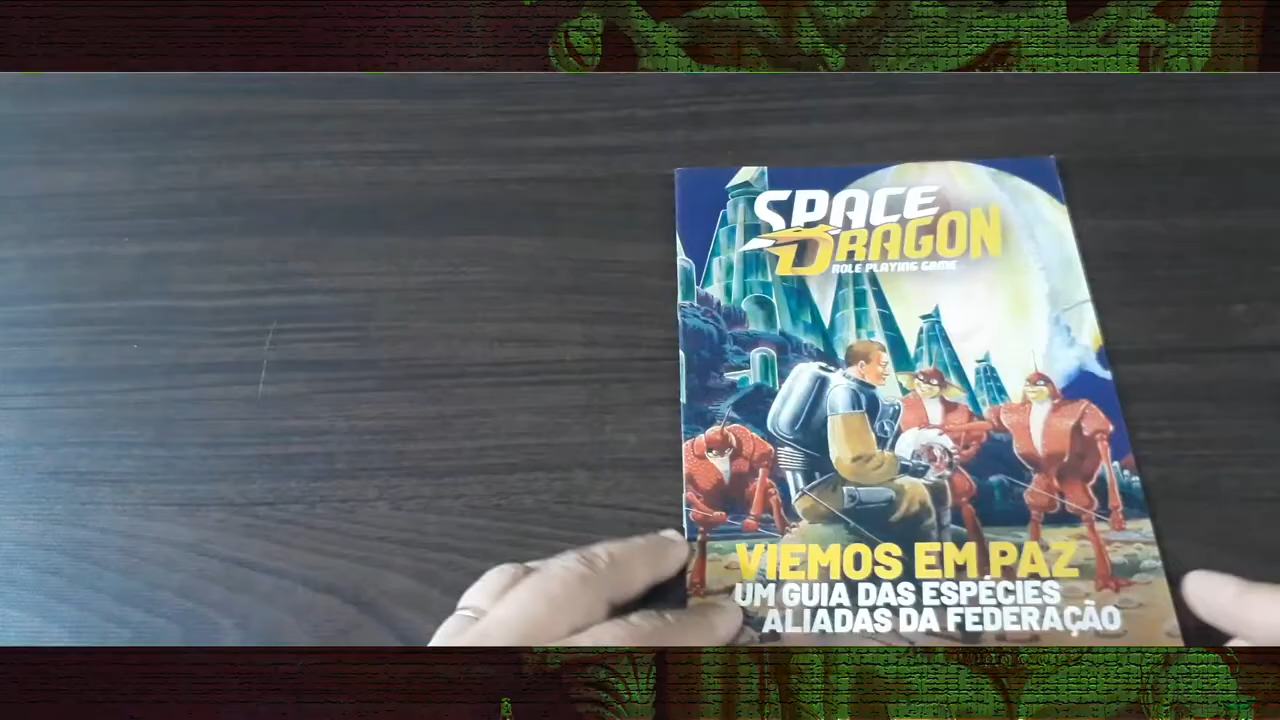 SPACE
DRAGON
ROLE PLAYING GAME
VIEMOS EM PAZ
UM GUIA DAS ESPÉCIES
ALIADAS DA FEDERAÇÃO